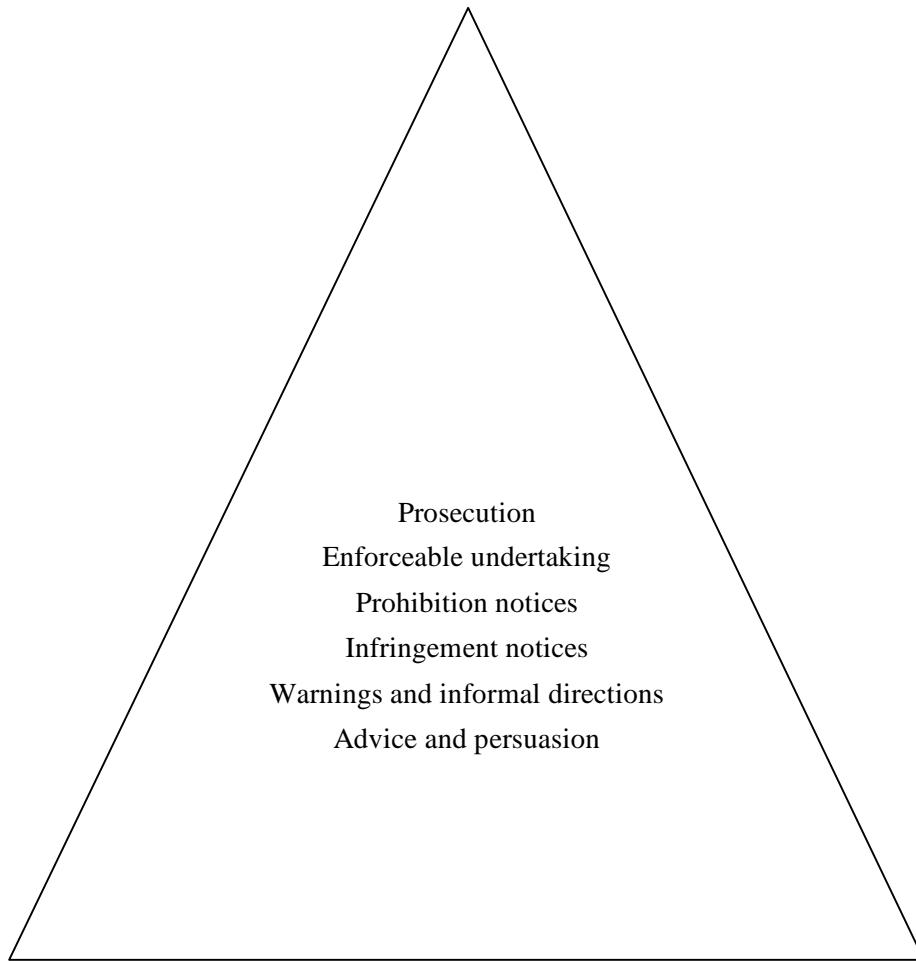 Prosecution
Enforceable undertaking
Prohibition notices
Infringement notices
Warnings and informal directions
Advice and persuasion